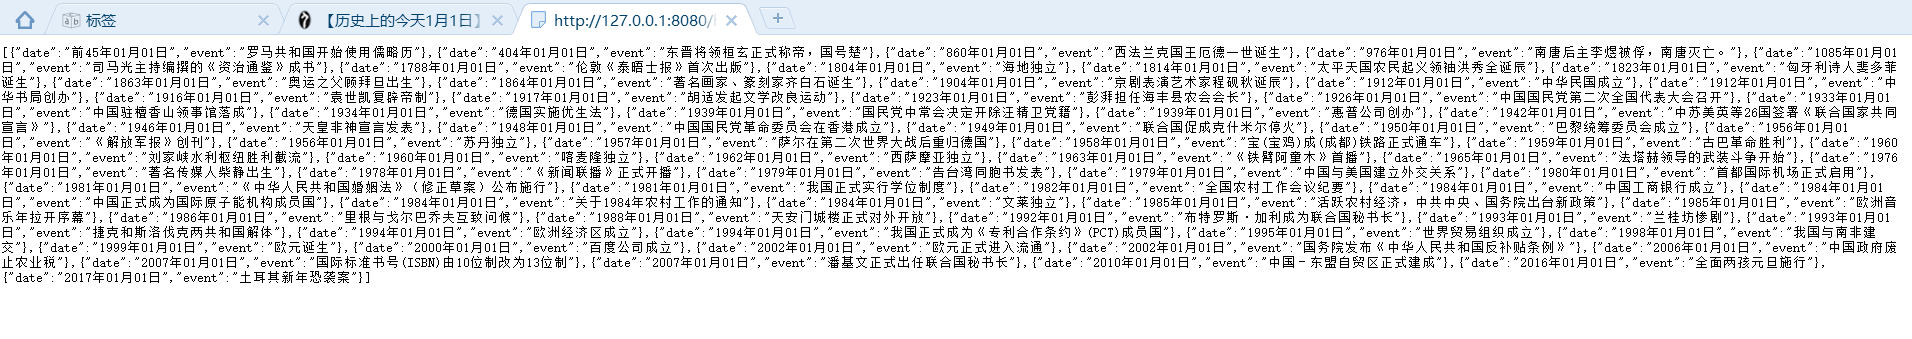 标签
【历史上的今天1月1日】
http://127.0.0.1:8080/
[{"date":"前45年01月01日","event":"罗马共和国开始使用儒略历"},{"date":"404年01月01日","event":"东晋将领桓玄正式称帝，国号楚"},{"date":"860年01月01日","event":"西法兰克国王厄德一世诞生"},{"date":"976年01月01日","event":"南唐后主李煜被俘，南唐灭亡。"},{"date":"1085年01月01
日","event":"司马光主持编撰的《资治通鉴》成书"},{"date":"1788年01月01日","event":"伦敦《泰晤士报》首次出版"},{"date":"1804年01月01日","event":"海地独立"},{"date":"1814年01月01日","event":"太平天国农民起义领袖洪秀全诞辰"},{"date":"1823年01月01日","event":"匈牙利诗人裴多菲
诞生"},{"date":"1863年01月01日","event":"奥运之父顾拜旦出生"},{"date":"1864年01月01日","event":"著名画家、篆刻家齐白石诞生"},{"date":"1904年01月01日","event":"京剧表演艺术家程砚秋诞辰"},{"date":"1912年01月01日","event":"中华民国成立"},{"date":"1912年01月01日","event":"中
华书局创办"},{"date":"1916年01月01日","event":"袁世凯复辟帝制"},{"date":"1917年01月01日","event":"胡适发起文学改良运动"},{"date":"1923年01月01日","event":"彭湃担任海丰县农会会长"},{"date":"1926年01月01日","event":"中国国民党第二次全国代表大会召开"},{"date":"1933年01月01
日","event":"中国驻檀香山领事馆落成"},{"date":"1934年01月01日","event":"德国实施优生法"},{"date":"1939年01月01日","event":"国民党中常会决定开除汪精卫党籍"},{"date":"1939年01月01日","event":"惠普公司创办"},{"date":"1942年01月01日","event":"中苏美英等26国签署《联合国家共同
宣言》"},{"date":"1946年01月01日","event":"天皇非神宣言发表"},{"date":"1948年01月01日","event":"中国国民党革命委员会在香港成立"},{"date":"1949年01月01日","event":"联合国促成克什米尔停火"},{"date":"1950年01月01日","event":"巴黎统筹委员会成立"},{"date":"1956年01月01
日","event":"《解放军报》创刊"},{"date":"1956年01月01日","event":"苏丹独立"},{"date":"1957年01月01日","event":"萨尔在第二次世界大战后重归德国"},{"date":"1958年01月01日","event":"宝(宝鸡)成(成都)铁路正式通车"},{"date":"1959年01月01日","event":"古巴革命胜利"},{"date":"1960
年01月01日","event":"刘家峡水利枢纽胜利截流"},{"date":"1960年01月01日","event":"喀麦隆独立"},{"date":"1962年01月01日","event":"西萨摩亚独立"},{"date":"1963年01月01日","event":"《铁臂阿童木》首播"},{"date":"1965年01月01日","event":"法塔赫领导的武装斗争开始"},{"date":"1976
年01月01日","event":"著名传媒人柴静出生"},{"date":"1978年01月01日","event":"《新闻联播》正式开播"},{"date":"1979年01月01日","event":"告台湾同胞书发表"},{"date":"1979年01月01日","event":"中国与美国建立外交关系"},{"date":"1980年01月01日","event":"首都国际机场正式启用"},
{"date":"1981年01月01日","event":"《中华人民共和国婚姻法》（修正草案）公布施行"},{"date":"1981年01月01日","event":"我国正式实行学位制度"},{"date":"1982年01月01日","event":"全国农村工作会议纪要"},{"date":"1984年01月01日","event":"中国工商银行成立"},{"date":"1984年01月01
日","event":"中国正式成为国际原子能机构成员国"},{"date":"1984年01月01日","event":"关于1984年农村工作的通知"},{"date":"1984年01月01日","event":"文莱独立"},{"date":"1985年01月01日","event":"活跃农村经济，中共中央、国务院出台新政策"},{"date":"1985年01月01日","event":"欧洲音
乐年拉开序幕"},{"date":"1986年01月01日","event":"里根与戈尔巴乔夫互致问候"},{"date":"1988年01月01日","event":"天安门城楼正式对外开放"},{"date":"1992年01月01日","event":"布特罗斯·加利成为联合国秘书长"},{"date":"1993年01月01日","event":"兰桂坊惨剧"},{"date":"1993年01月01
日","event":"捷克和斯洛伐克两共和国解体"},{"date":"1994年01月01日","event":"欧洲经济区成立"},{"date":"1994年01月01日","event":"我国正式成为《专利合作条约》(PCT)成员国"},{"date":"1995年01月01日","event":"世界贸易组织成立"},{"date":"1998年01月01日","event":"我国与南非建
交"},{"date":"1999年01月01日","event":"欧元诞生"},{"date":"2000年01月01日","event":"百度公司成立"},{"date":"2002年01月01日","event":"欧元正式进入流通"},{"date":"2002年01月01日","event":"国务院发布《中华人民共和国反补贴条例》"},{"date":"2006年01月01日","event":"中国政府废
止农业税"},{"date":"2007年01月01日","event":"国际标准书号(ISBN)由10位制改为13位制"},{"date":"2007年01月01日","event":"潘基文正式出任联合国秘书长"},{"date":"2010年01月01日","event":"中国－东盟自贸区正式建成"},{"date":"2016年01月01日","event":"全面两孩元旦施行"},
{"date":"2017年01月01日","event":"土耳其新年恐袭案"}]